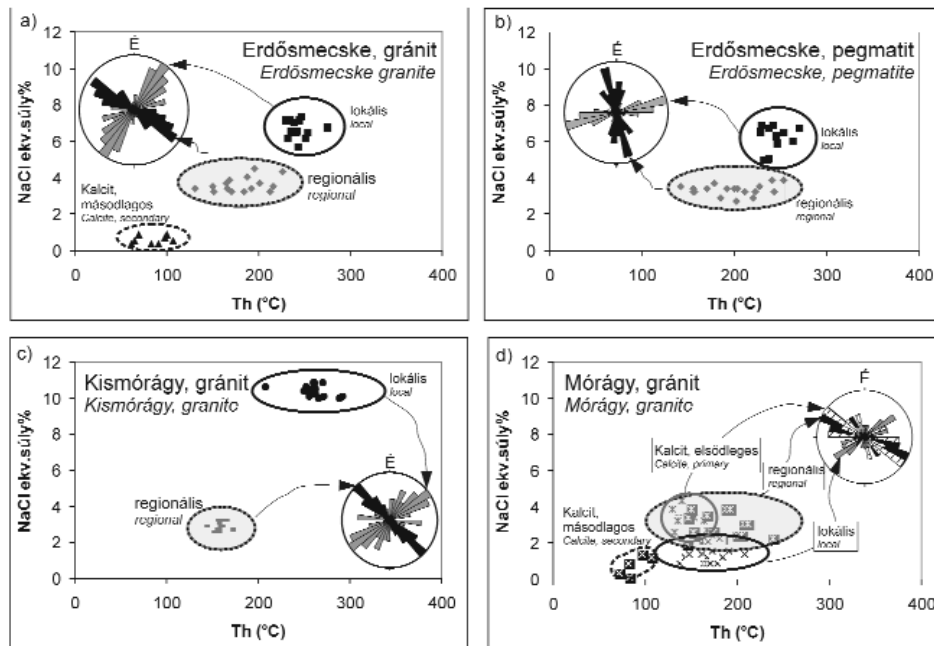 a)
12
10
8
6
4
2
0
NaCl ekv.súly%
0 100 200 300 400
Th (°C)
É
Erdősmecske, gránit
Erdősmecske granite
lokális
local
regionális
regional
Kalcit,
másodlagos
Calcite, secondary
b)
12
10
8
6
4
2
0
NaCl ekv.súly%
0 100 200 300 400
Th (°C)
É
Erdősmecske, pegmatit
Erdősmecske, pegmatite
lokális
local
regionális
regional
c)
12
10
8
6
4
2
0
NaCl ekv.súly%
0 100 200 300 400
Th (°C)
Kismórágy, gránit
Kismórágy, granitc
lokális
local
É
regionális
regional
d)
12
10
8
6
4
2
0
NaCl ekv.súly%
0 100 200 300 400
Th (°C)
Mórágy, gránit
Mórágy, granitc
É
Kalcit, elsődleges
Calcite, primary
regionális
regional
Kalcit,
másodlagos
Calcite, secondary
lokális
local